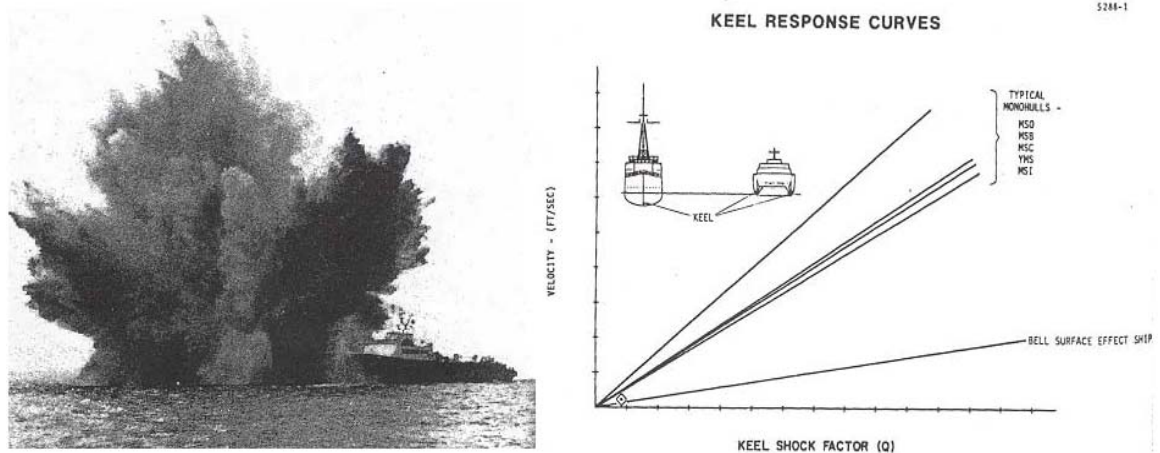 5288-1
KEEL RESPONSE CURVES
TYPICAL
MONOHULLS -
MSO
MSB
MSC
YMS
MSI
KEEL
VELOCITY - (FT/SEC)
BELL SURFACE EFFECT SHIP
KEEL SHOCK FACTOR (Q)